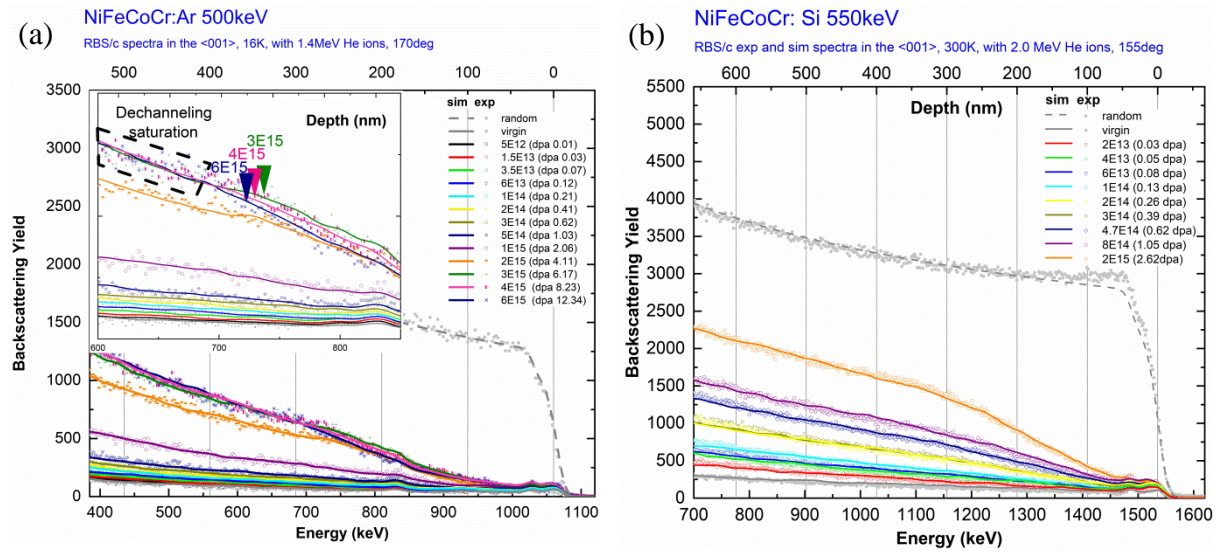 NiFeCoCr:Ar 500keV
(a)
RBS/c spectra in the <001>, 16K, with 1.4MeV He ions, 170deg
500 400 300 200 100 0
Depth (nm)
Dechanneling
saturation
3E15
4E15
6E15
600 700 800
sim exp
random
virgin
5E12 (dpa 0.01)
1.5E13 (dpa 0.03)
3.5E13 (dpa 0.07)
6E13 (dpa 0.12)
1E14 (dpa 0.21)
2E14 (dpa 0.41)
3E14 (dpa 0.62)
5E14 (dpa 1.03)
1E15 (dpa 2.06)
2E15 (dpa 4.11)
3E15 (dpa 6.17)
4E15 (dpa 8.23)
6E15 (dpa 12.34)
3500
3000
2500
2000
1500
1000
500
0
Backscattering Yield
400 500 600 700 800 900 1000 1100
Energy (keV)
NiFeCoCr: Si 550keV
(b)
RBS/c exp and sim spectra in the <001>, 300K, with 2.0 MeV He ions, 155deg
600 500 400 300 200 100 0
Depth (nm)
sim exp
random
virgin
2E13 (0.03 dpa)
4E13 (0.05 dpa)
6E13 (0.08 dpa)
1E14 (0.13 dpa)
2E14 (0.26 dpa)
3E14 (0.39 dpa)
4.7E14 (0.62 dpa)
8E14 (1.05 dpa)
2E15 (2.62dpa)
5500
5000
4500
4000
3500
3000
2500
2000
1500
1000
500
0
Backscattering Yield
700 800 900 1000 1100 1200 1300 1400 1500 1600
Energy (keV)